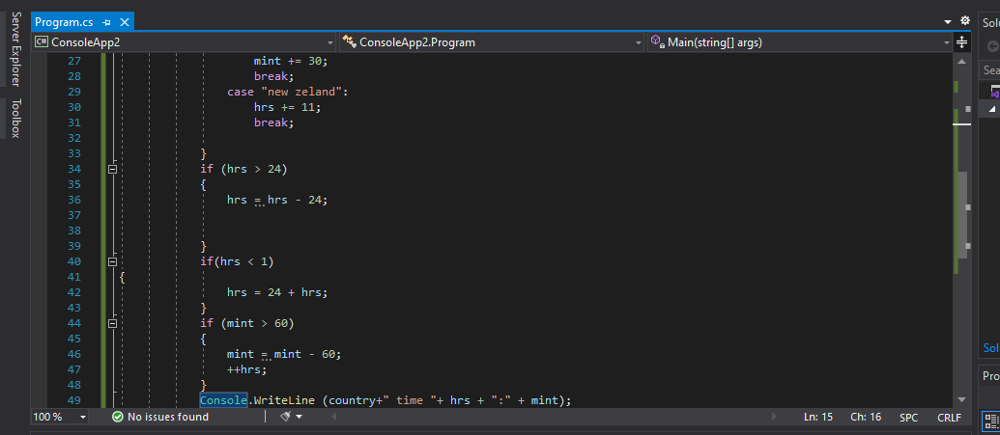 Server Explorer
Toolbox
Program.cs
C# ConsoleApp2
ConsoleApp2.Program
Main(string[] args)
27 mint += 30;
28 break;
29 case "new zeland":
30 hrs += 11;
31 break;
32
33 }
34 if (hrs > 24)
35 {
36 hrs = hrs - 24;
37
38
39 }
40 if(hrs < 1)
41 {
42 hrs = 24 + hrs;
43 }
44 if (mint > 60)
45 {
46 mint = mint - 60;
47 ++hrs;
48 }
49 Console.WriteLine (country+" time "+ hrs + ":" + mint);
100 % No issues found Ln: 15 Ch: 16 SPC CRLF